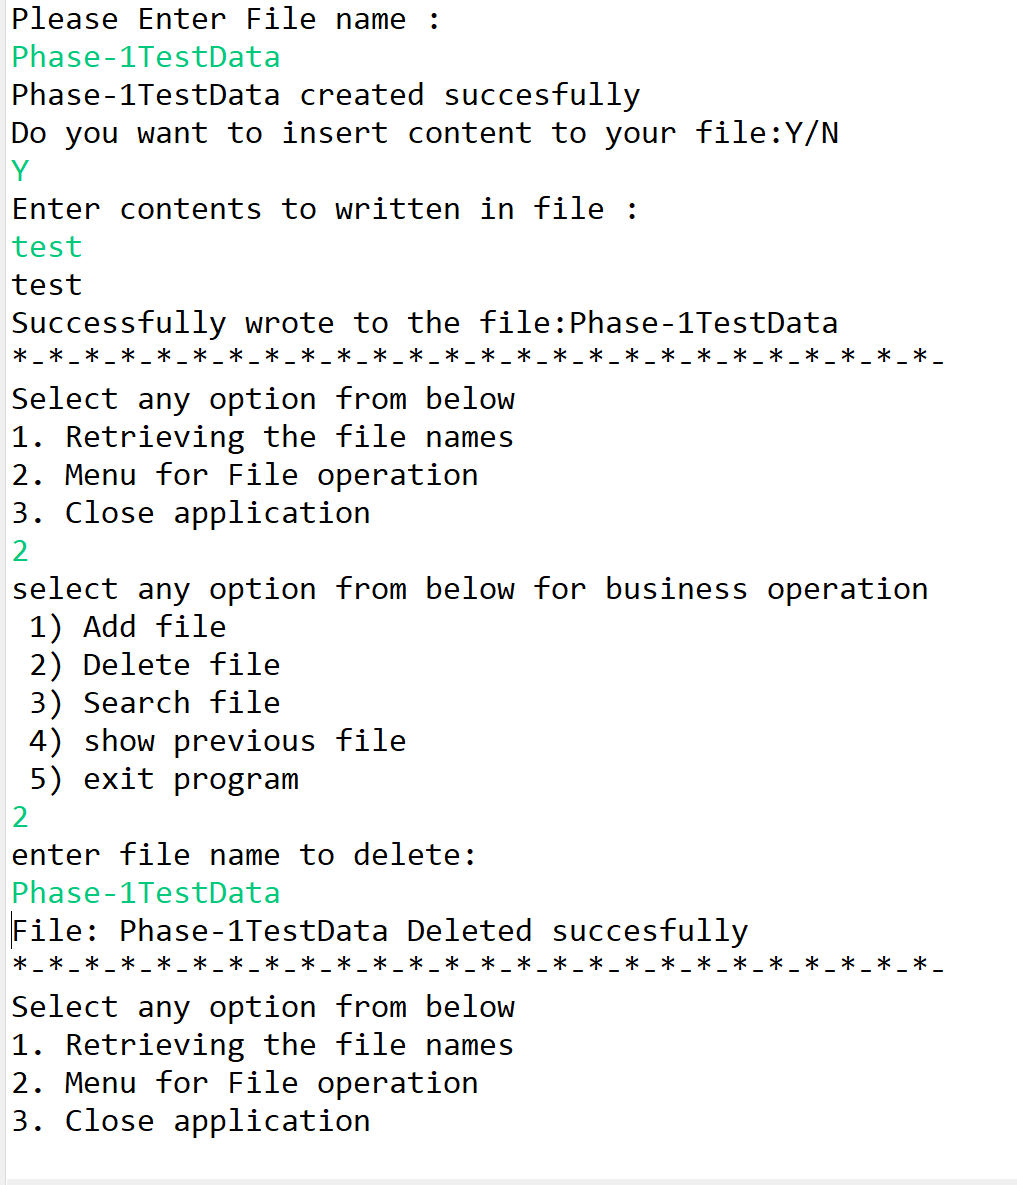 Please Enter File name :
Phase-1TestData
Phase-1TestData created succesfully
Do you want to insert content to your file:Y/N
Y
Enter contents to written in file :
test
test
Successfully wrote to the file:Phase-1TestData
*-*-*-*-*-*-*-*-*-*-*-*-*-*-*-*-*-*-*-*-*-*-*-*-*-*-
Select any option from below
1. Retrieving the file names
2. Menu for File operation
3. Close application
2
select any option from below for business operation
 1) Add file
 2) Delete file
 3) Search file
 4) show previous file
 5) exit program
2
enter file name to delete:
Phase-1TestData
File: Phase-1TestData Deleted succesfully
*-*-*-*-*-*-*-*-*-*-*-*-*-*-*-*-*-*-*-*-*-*-*-*-*-*-
Select any option from below
1. Retrieving the file names
2. Menu for File operation
3. Close application